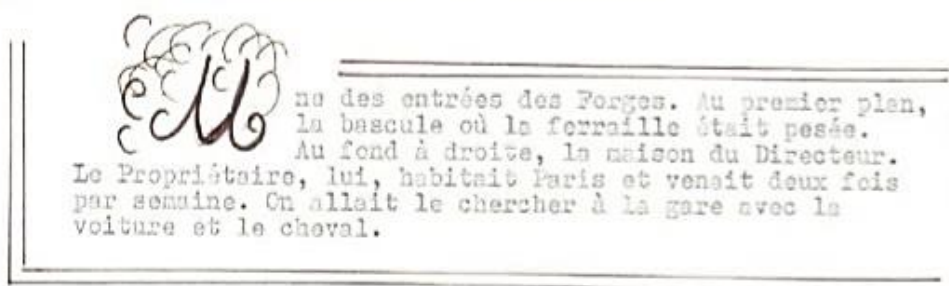 Une des entrées des Forges. Au premier plan,
la bascule où la ferraille était pesée.
Au fond à droite, la maison du Directeur.
Le Propriétaire, lui, habitait Paris et venait deux fois
par semaine. On allait le chercher à la gare avec la
voiture et le cheval.